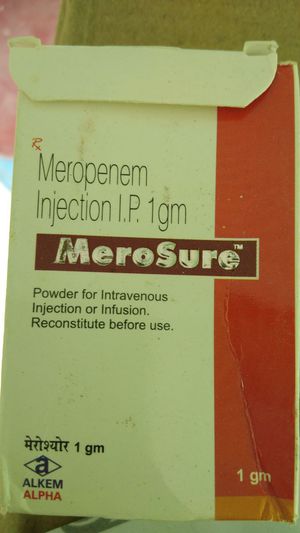 Rx
Meropenem
Injection I.P. 1gm
MeroSure™
Powder for Intravenous
Injection or Infusion.
Reconstitute before use.
मेरोश्योर 1 gm
a
ALKEM
ALPHA
1 gm